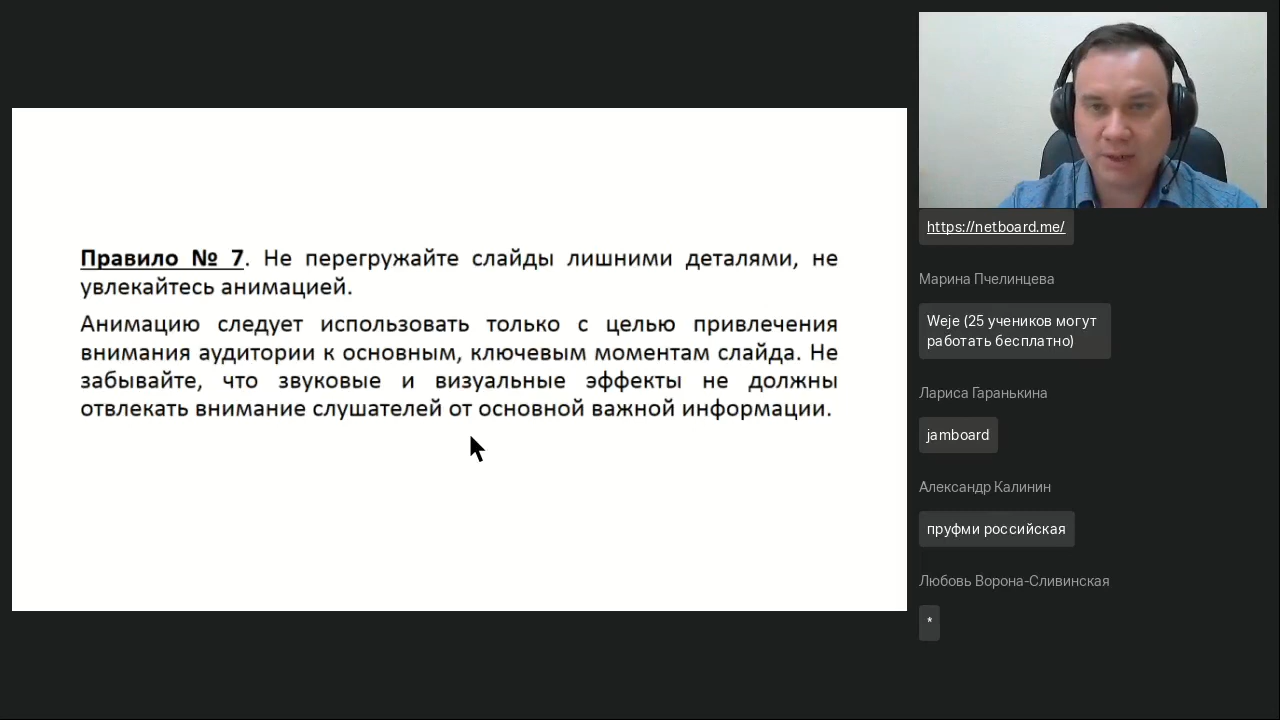 Правило № 7. Не перегружайте слайды лишними деталями, не
увлекайтесь анимацией.
Анимацию следует использовать только с целью привлечения
внимания аудитории к основным, ключевым моментам слайда. Не
забывайте, что звуковые и визуальные эффекты не должны
отвлекать внимание слушателей от основной важной информации.
https://netboard.me/
Марина Пчелинцева
Weje (25 учеников могут
работать бесплатно)
Лариса Гаранькина
jamboard
Александр Калинин
пруфми российская
Любовь Ворона-Сливинская
*